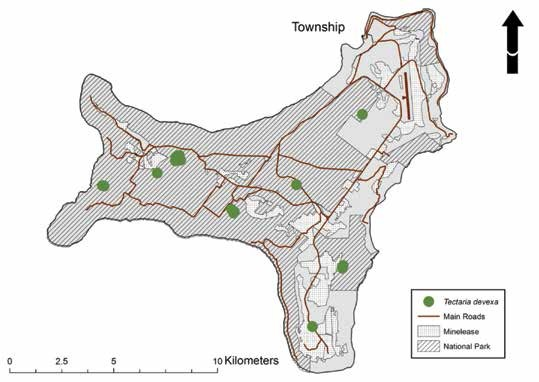 Township
Tectaria devexa
Main Roads
Minelease
National Park
0 2.5 5 10 Kilometers